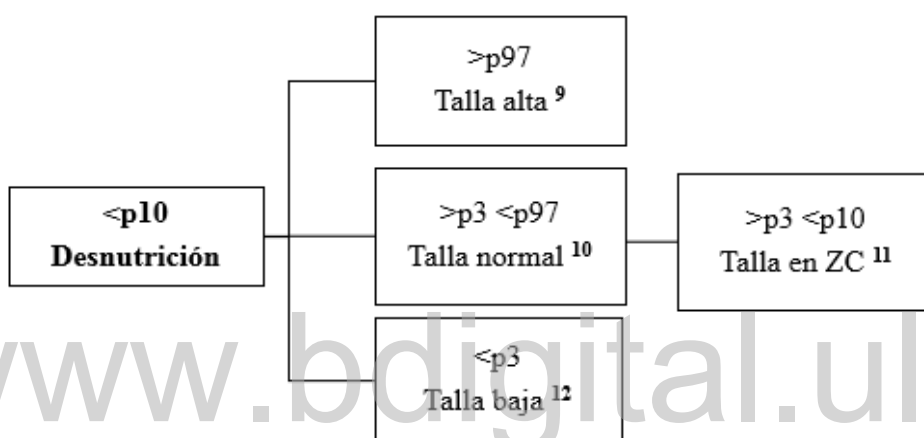 >p97
Talla alta ⁹
<p10
Desnutrición
>p3 <p97
Talla normal ¹⁰
>p3 <p10
Talla en ZC ¹¹
<p3
Talla baja ¹²
www.bdigital.ul